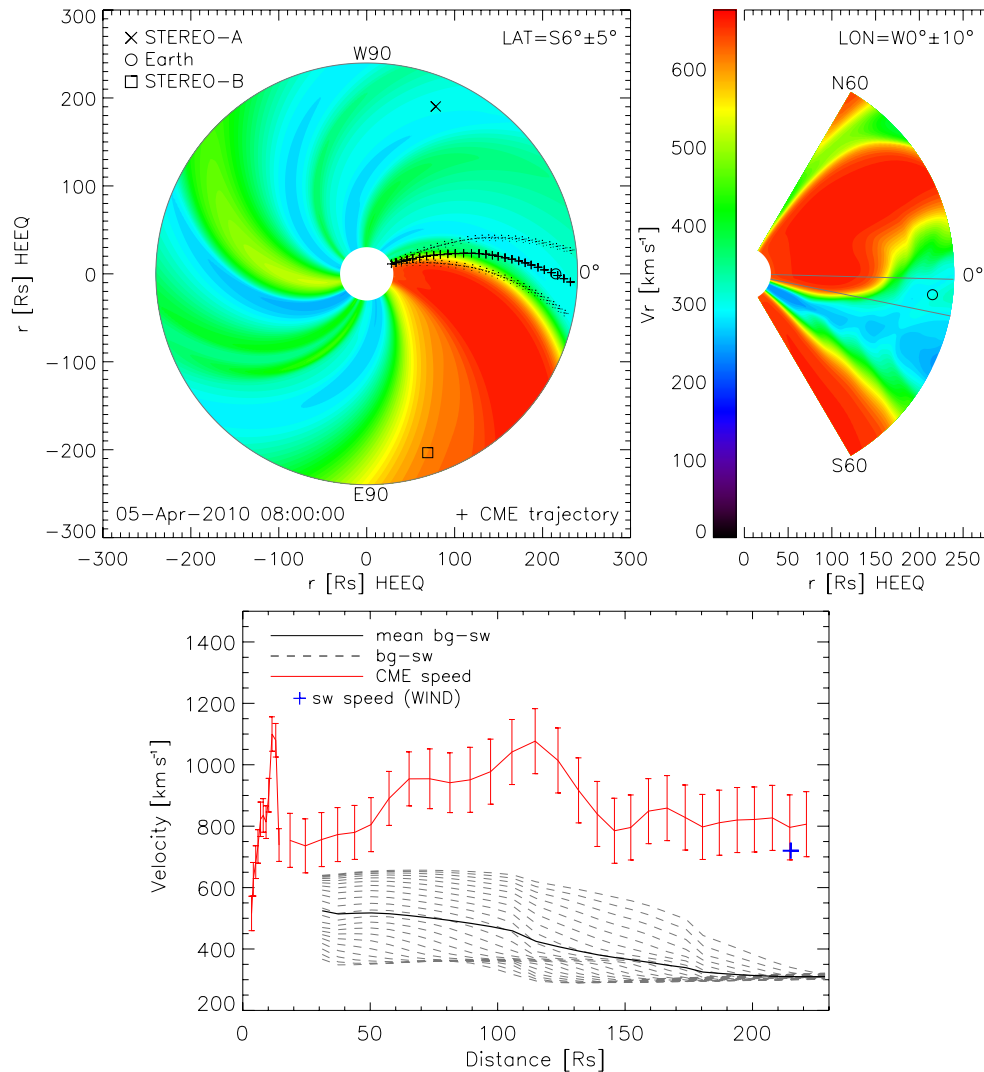 × STEREO-A
○ Earth
□ STEREO-B
LAT=S6°±5°
W90
0°
E90
05-Apr-2010 08:00:00
+ CME trajectory
300
200
100
0
-100
-200
-300
r [Rs] HEEQ
-300 -200 -100 0 100 200 300
r [Rs] HEEQ
600
500
400
300
200
100
0
Vr [km s⁻¹]
LON=W0°±10°
N60
0°
S60
0 50 100 150 200 250
r [Rs] HEEQ
mean bg-sw
bg-sw
CME speed
+ sw speed (WIND)
1400
1200
1000
800
600
400
200
Velocity [km s⁻¹]
0 50 100 150 200
Distance [Rs]